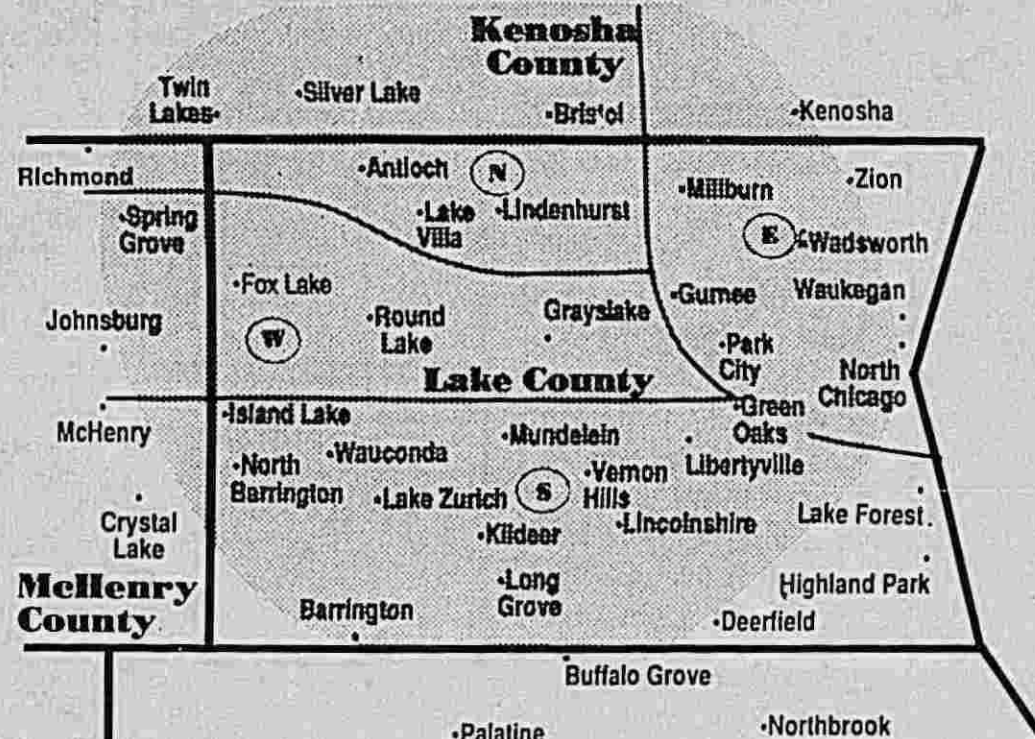 Kenosha
County
Twin
Lakes
Silver Lake
Bristol
Kenosha
Richmond
Antioch
N
Millburn
Zion
Spring
Grove
Lake
Villa
Lindenhurst
E
Wadsworth
Fox Lake
Gurnee
Waukegan
Johnsburg
W
Round
Lake
Grayslake
Park
City
North
Chicago
Lake County
Island Lake
Green
Oaks
McHenry
Mundelein
Wauconda
North
Barrington
Vernon
Hills
Libertyville
Lake Zurich
S
Crystal
Lake
Kildeer
Lincolnshire
Lake Forest
McHenry
County
Long
Grove
Highland Park
Barrington
Deerfield
Buffalo Grove
Palatine
Northbrook